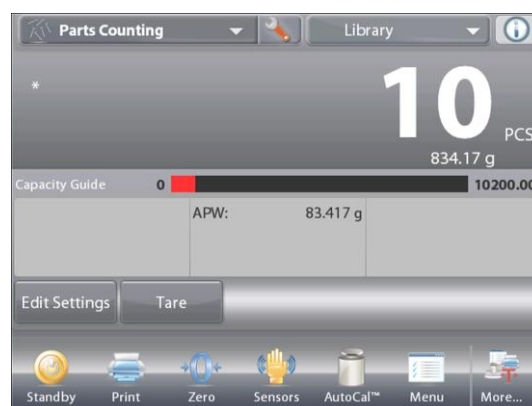 Parts Counting Library
*
10 PCS
834.17 g
Capacity Guide 0 10200.00
APW: 83.417 g
Edit Settings Tare
Standby Print Zero Sensors AutoCal™ Menu More...